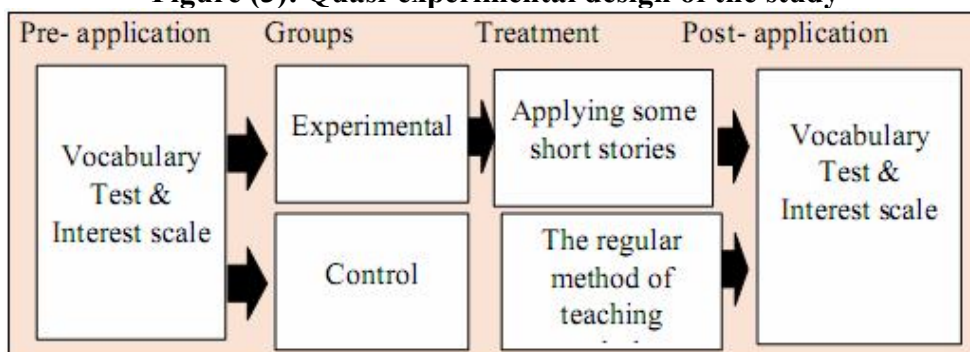 Figure (3): Quasi-experimental design of the study
Pre- application Groups Treatment Post- application
Vocabulary
Test &
Interest scale
Experimental
Applying some
short stories
Vocabulary
Test &
Interest scale
Control
The regular
method of
teaching